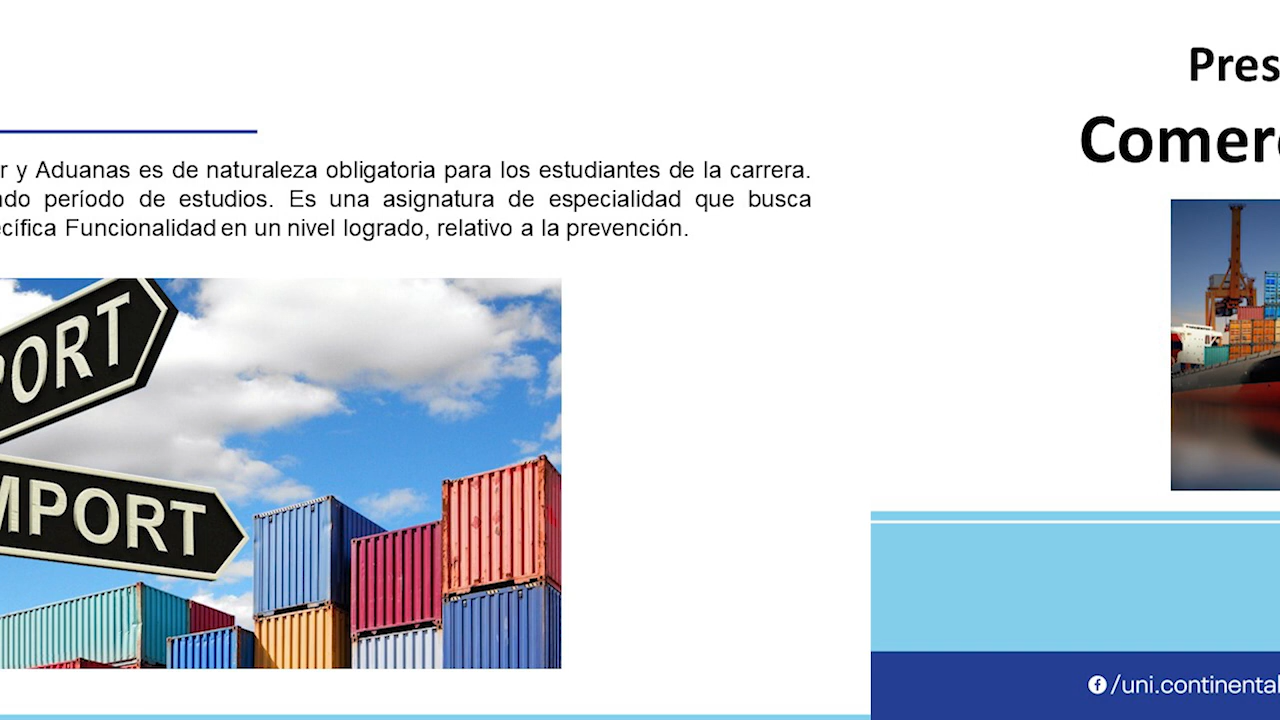 r y Aduanas es de naturaleza obligatoria para los estudiantes de la carrera.
do período de estudios. Es una asignatura de especialidad que busca
cífica Funcionalidad en un nivel logrado, relativo a la prevención.
PORT
MPORT
Pres
Comerc
/uni.continental